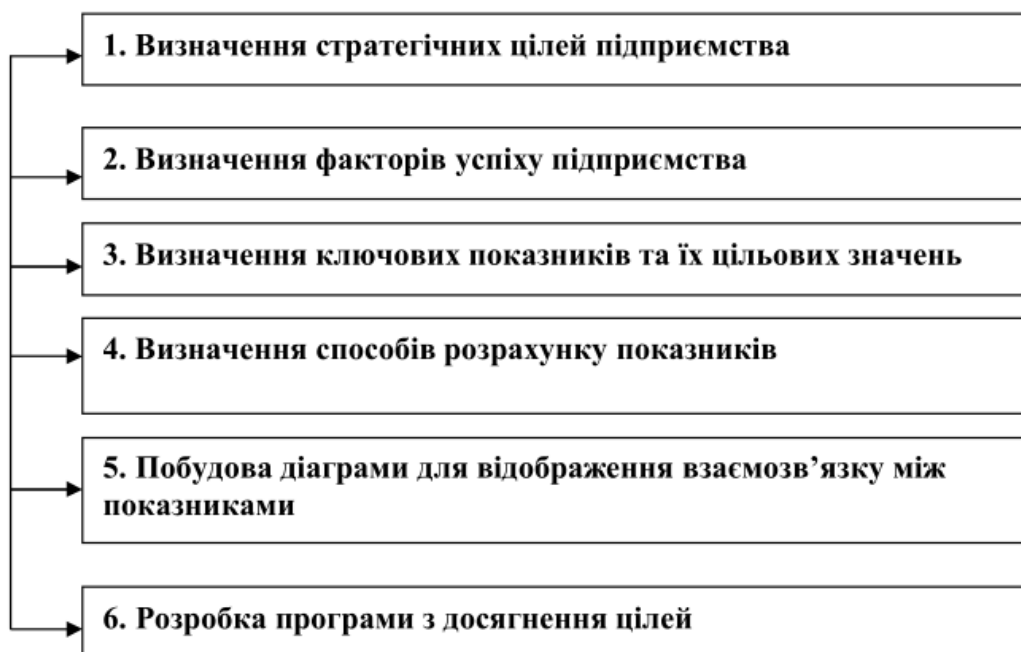 1. Визначення стратегічних цілей підприємства
2. Визначення факторів успіху підприємства
3. Визначення ключових показників та їх цільових значень
4. Визначення способів розрахунку показників
5. Побудова діаграми для відображення взаємозв’язку між
показниками
6. Розробка програми з досягнення цілей